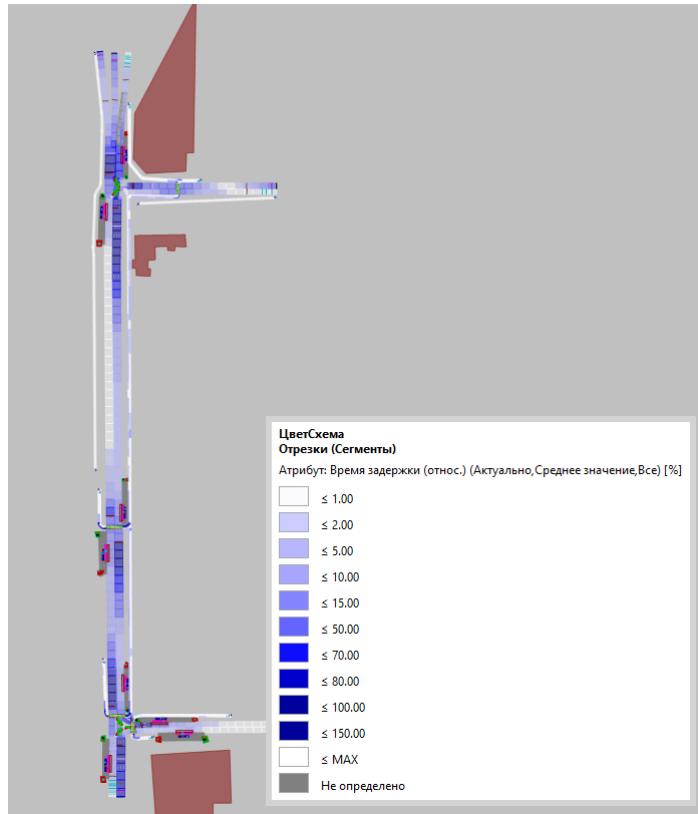 ЦветСхема
Отрезки (Сегменты)
Атрибут: Время задержки (относ.) (Актуально,Среднее значение,Все) [%]
≤ 1.00
≤ 2.00
≤ 5.00
≤ 10.00
≤ 15.00
≤ 50.00
≤ 70.00
≤ 80.00
≤ 100.00
≤ 150.00
≤ MAX
Не определено